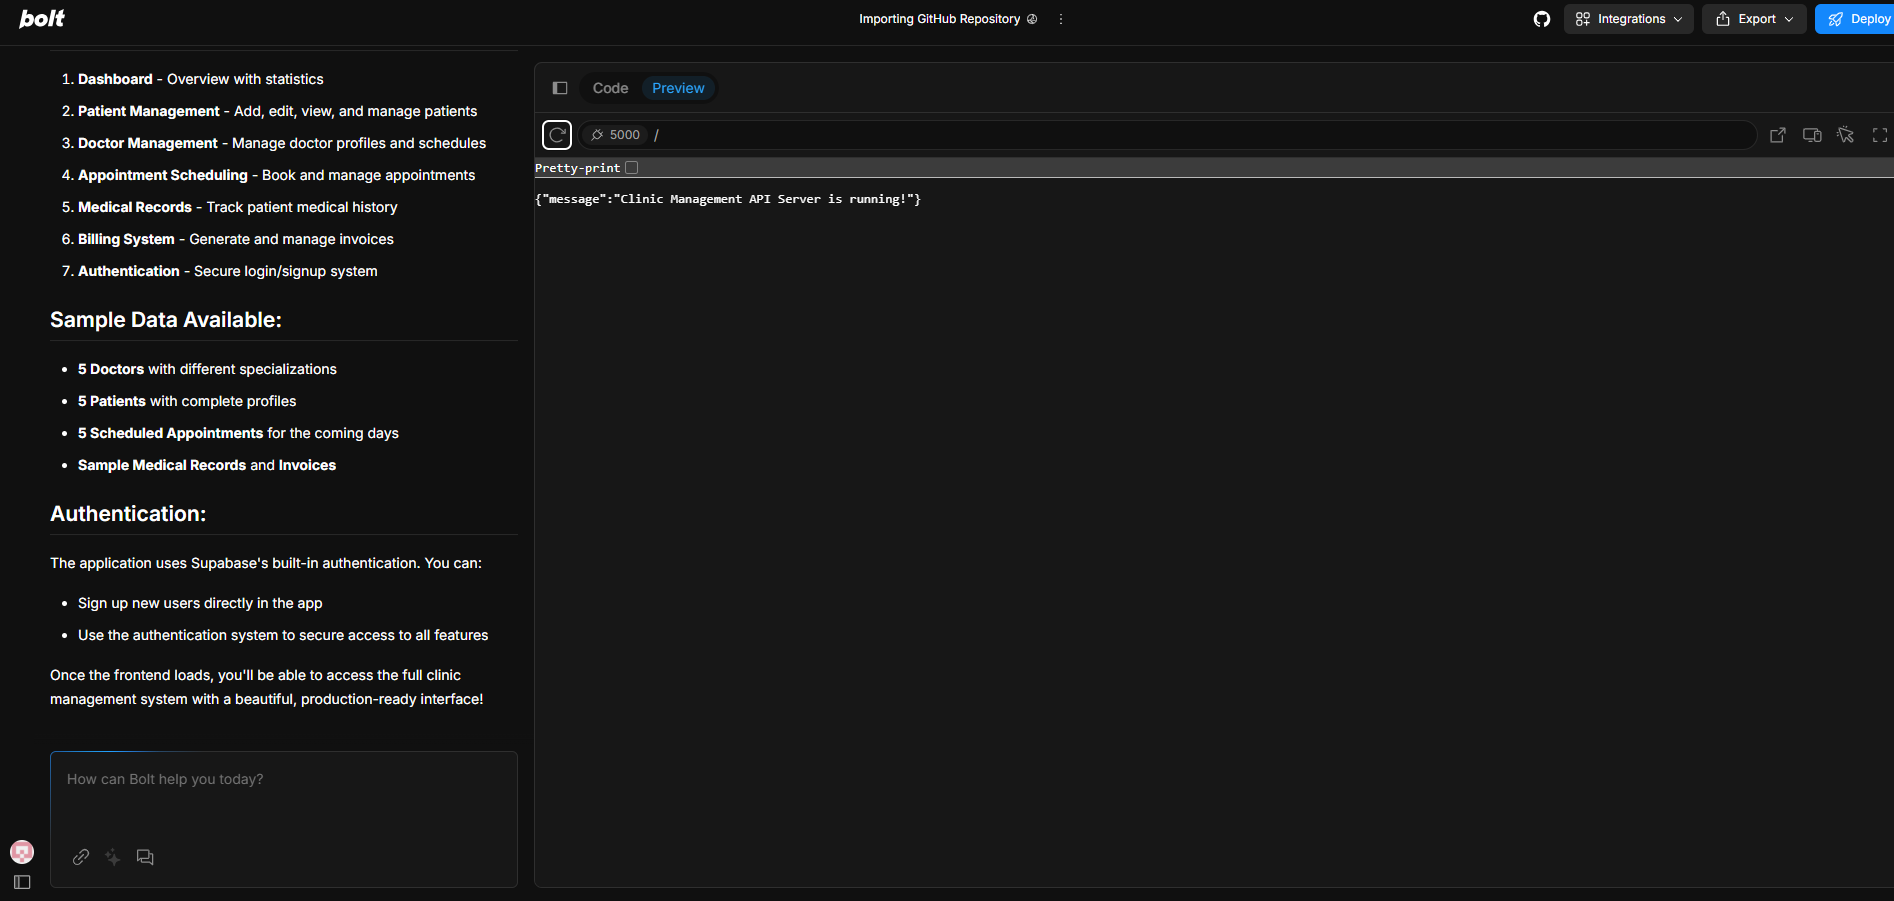 bolt
Importing GitHub Repository
Integrations
Export
Deploy
1. Dashboard - Overview with statistics
2. Patient Management - Add, edit, view, and manage patients
3. Doctor Management - Manage doctor profiles and schedules
4. Appointment Scheduling - Book and manage appointments
5. Medical Records - Track patient medical history
6. Billing System - Generate and manage invoices
7. Authentication - Secure login/signup system
Sample Data Available:
• 5 Doctors with different specializations
• 5 Patients with complete profiles
• 5 Scheduled Appointments for the coming days
• Sample Medical Records and Invoices
Authentication:
The application uses Supabase's built-in authentication. You can:
• Sign up new users directly in the app
• Use the authentication system to secure access to all features
Once the frontend loads, you'll be able to access the full clinic
management system with a beautiful, production-ready interface!
How can Bolt help you today?
Code
Preview
5000 /
Pretty-print
{"message":"Clinic Management API Server is running!"}